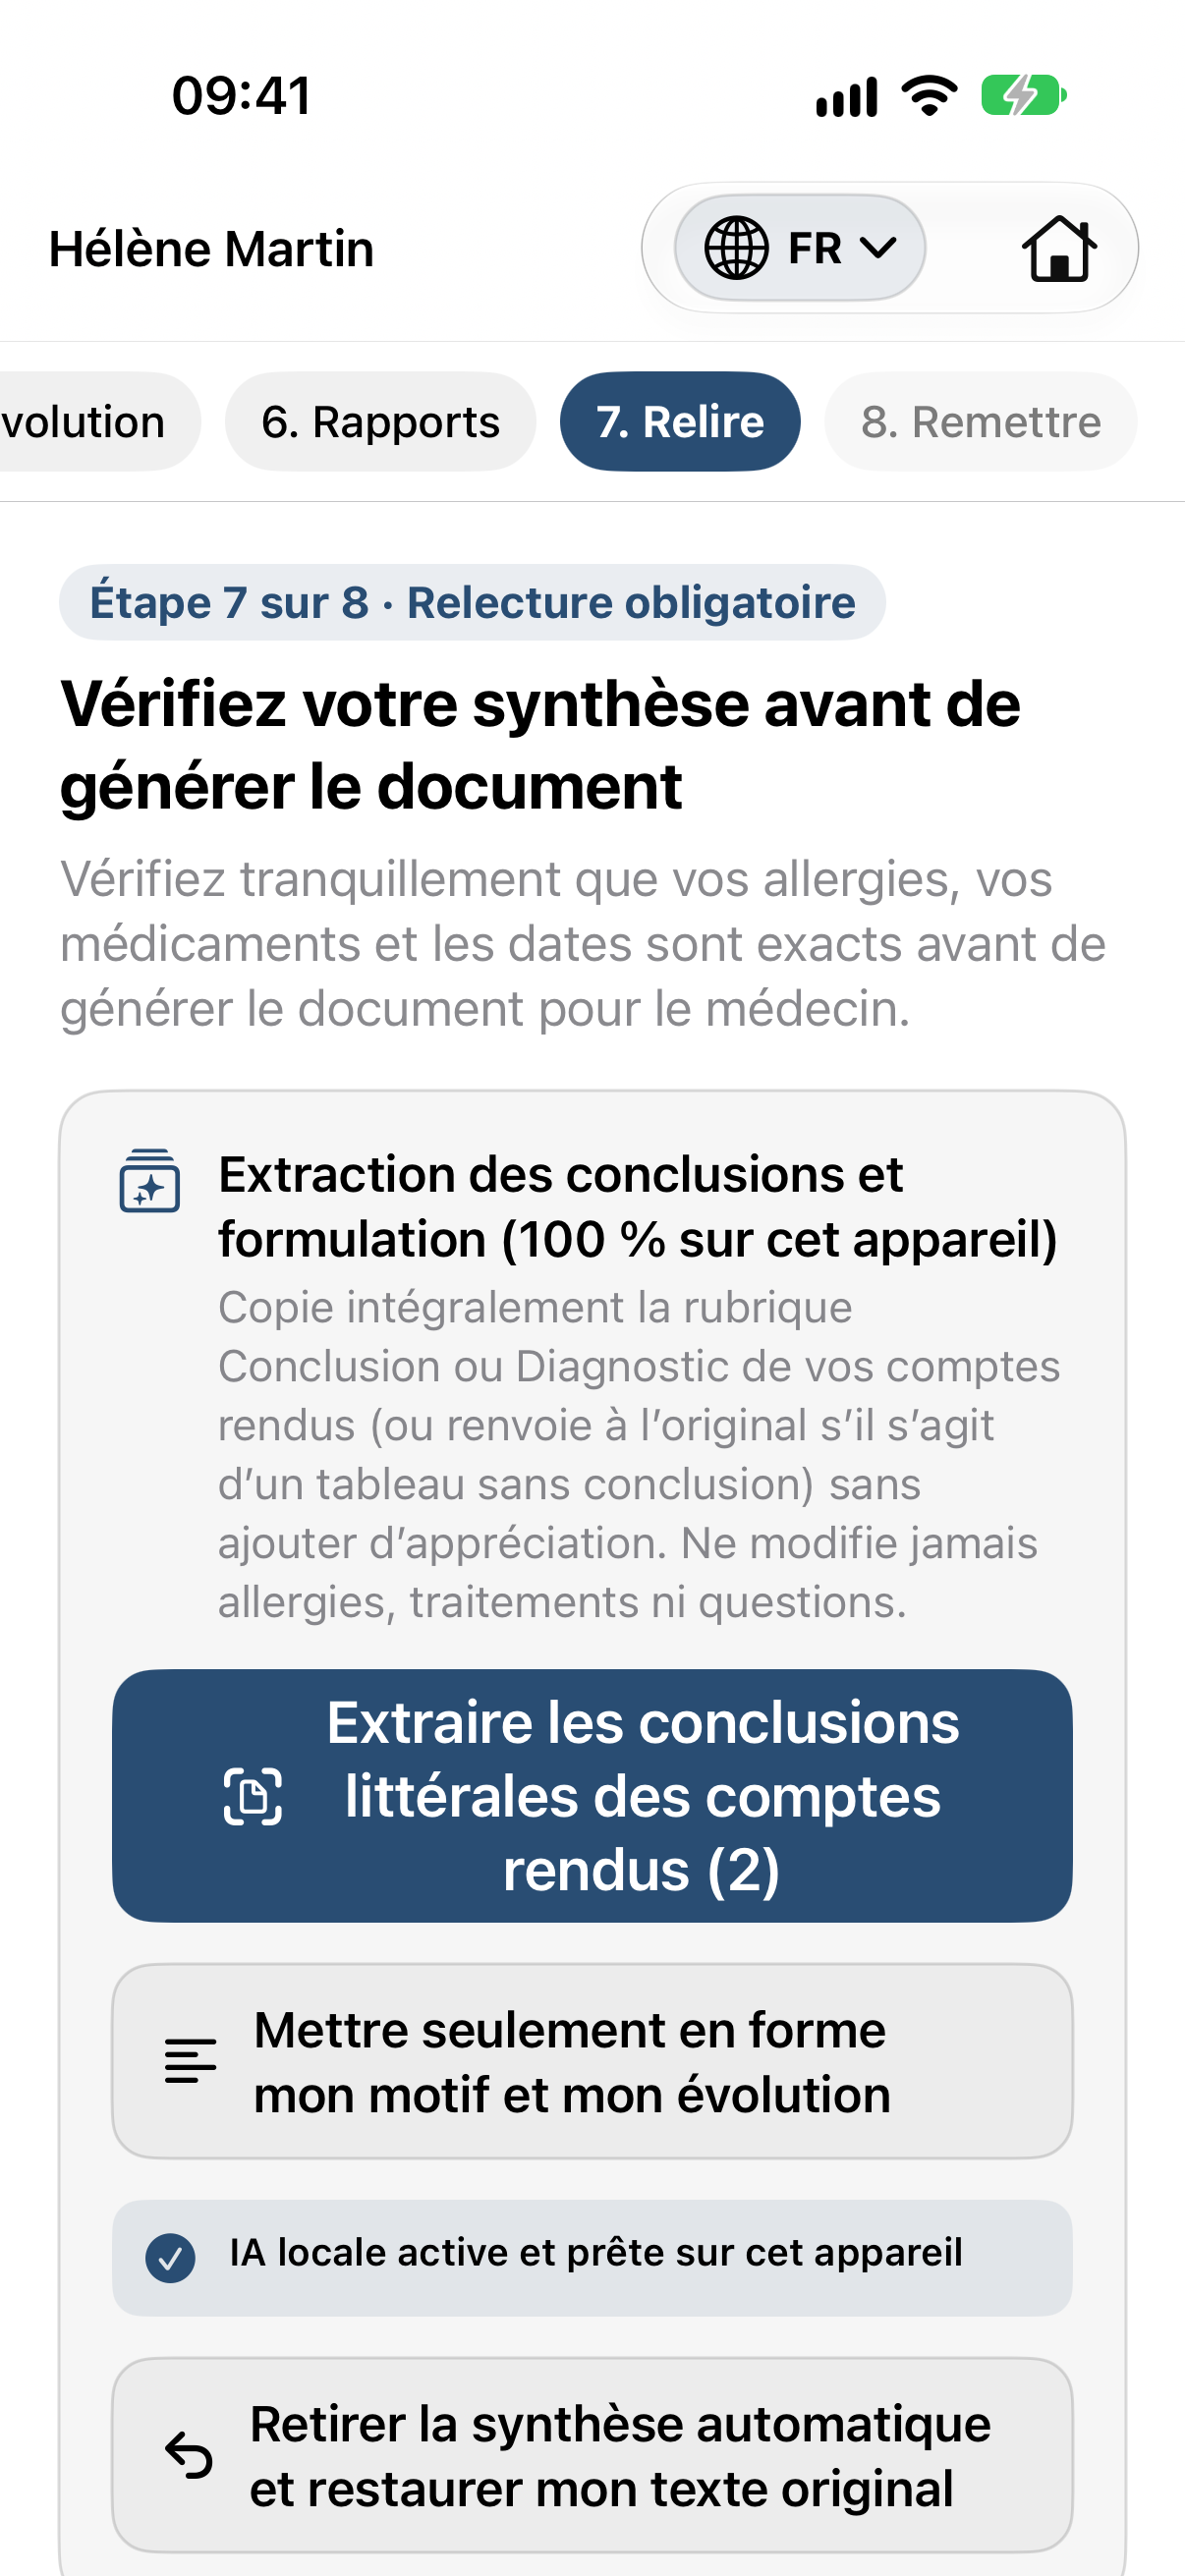 09:41
Hélène Martin
FR
volution
6. Rapports
7. Relire
8. Remettre
Étape 7 sur 8 · Relecture obligatoire
Vérifiez votre synthèse avant de
générer le document
Vérifiez tranquillement que vos allergies, vos
médicaments et les dates sont exacts avant de
générer le document pour le médecin.
Extraction des conclusions et
formulation (100 % sur cet appareil)
Copie intégralement la rubrique
Conclusion ou Diagnostic de vos comptes
rendus (ou renvoie à l’original s’il s’agit
d’un tableau sans conclusion) sans
ajouter d’appréciation. Ne modifie jamais
allergies, traitements ni questions.
Extraire les conclusions
littérales des comptes
rendus (2)
Mettre seulement en forme
mon motif et mon évolution
IA locale active et prête sur cet appareil
Retirer la synthèse automatique
et restaurer mon texte original